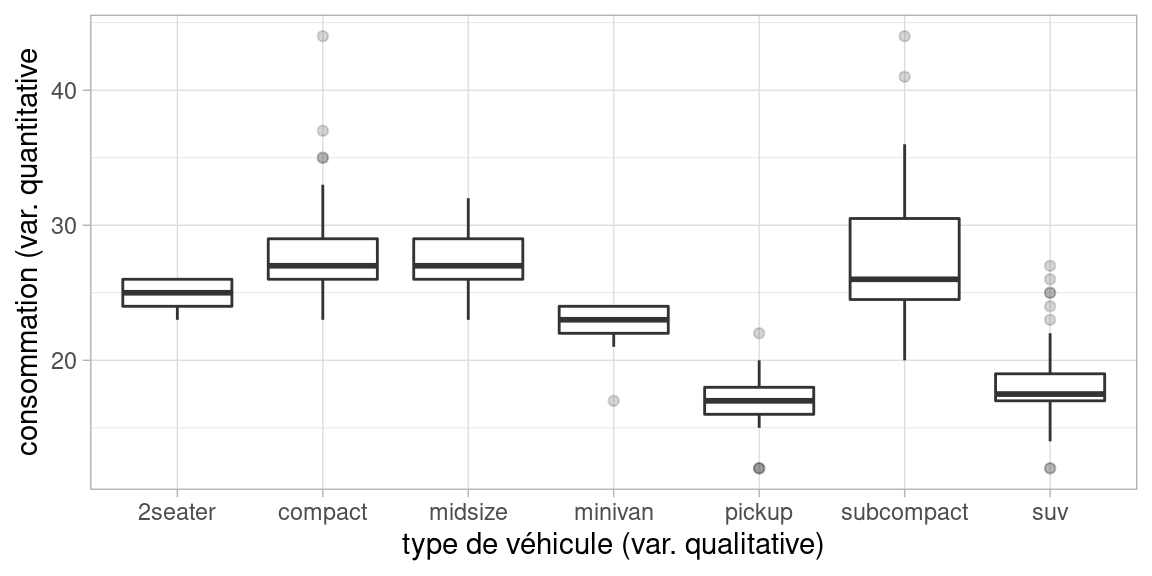 consommation (var. quantitative
40
30
20
2seater compact midsize minivan pickup subcompact suv
type de véhicule (var. qualitative)